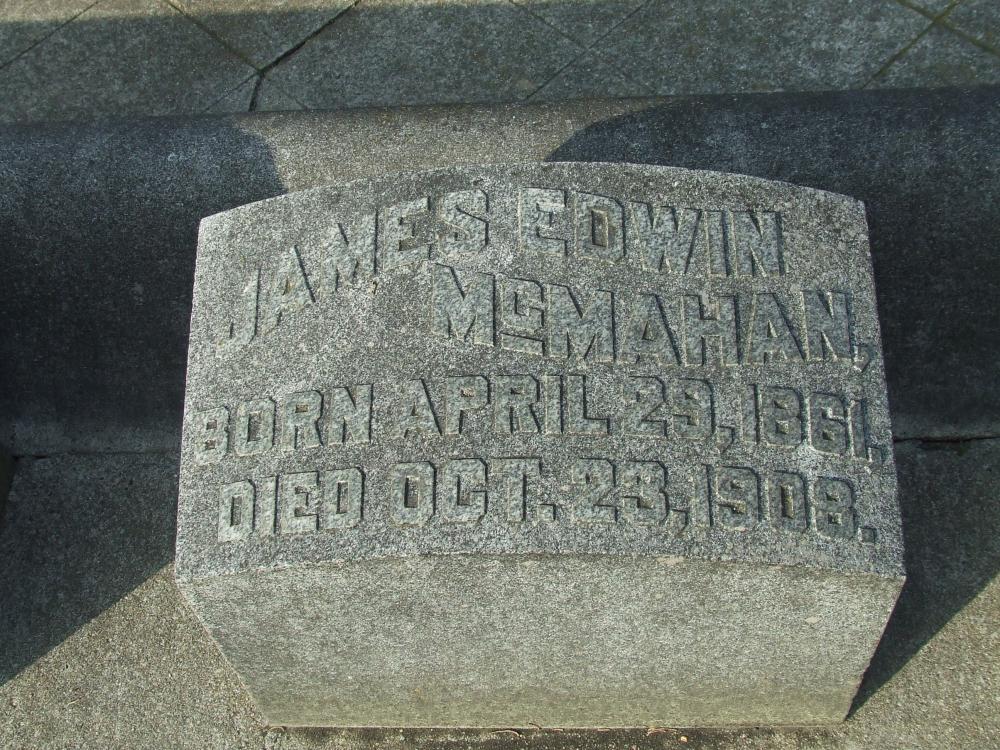 JAMES EDWIN
McMAHAN,
BORN APRIL 29, 1861.
DIED OCT. 23, 1908.